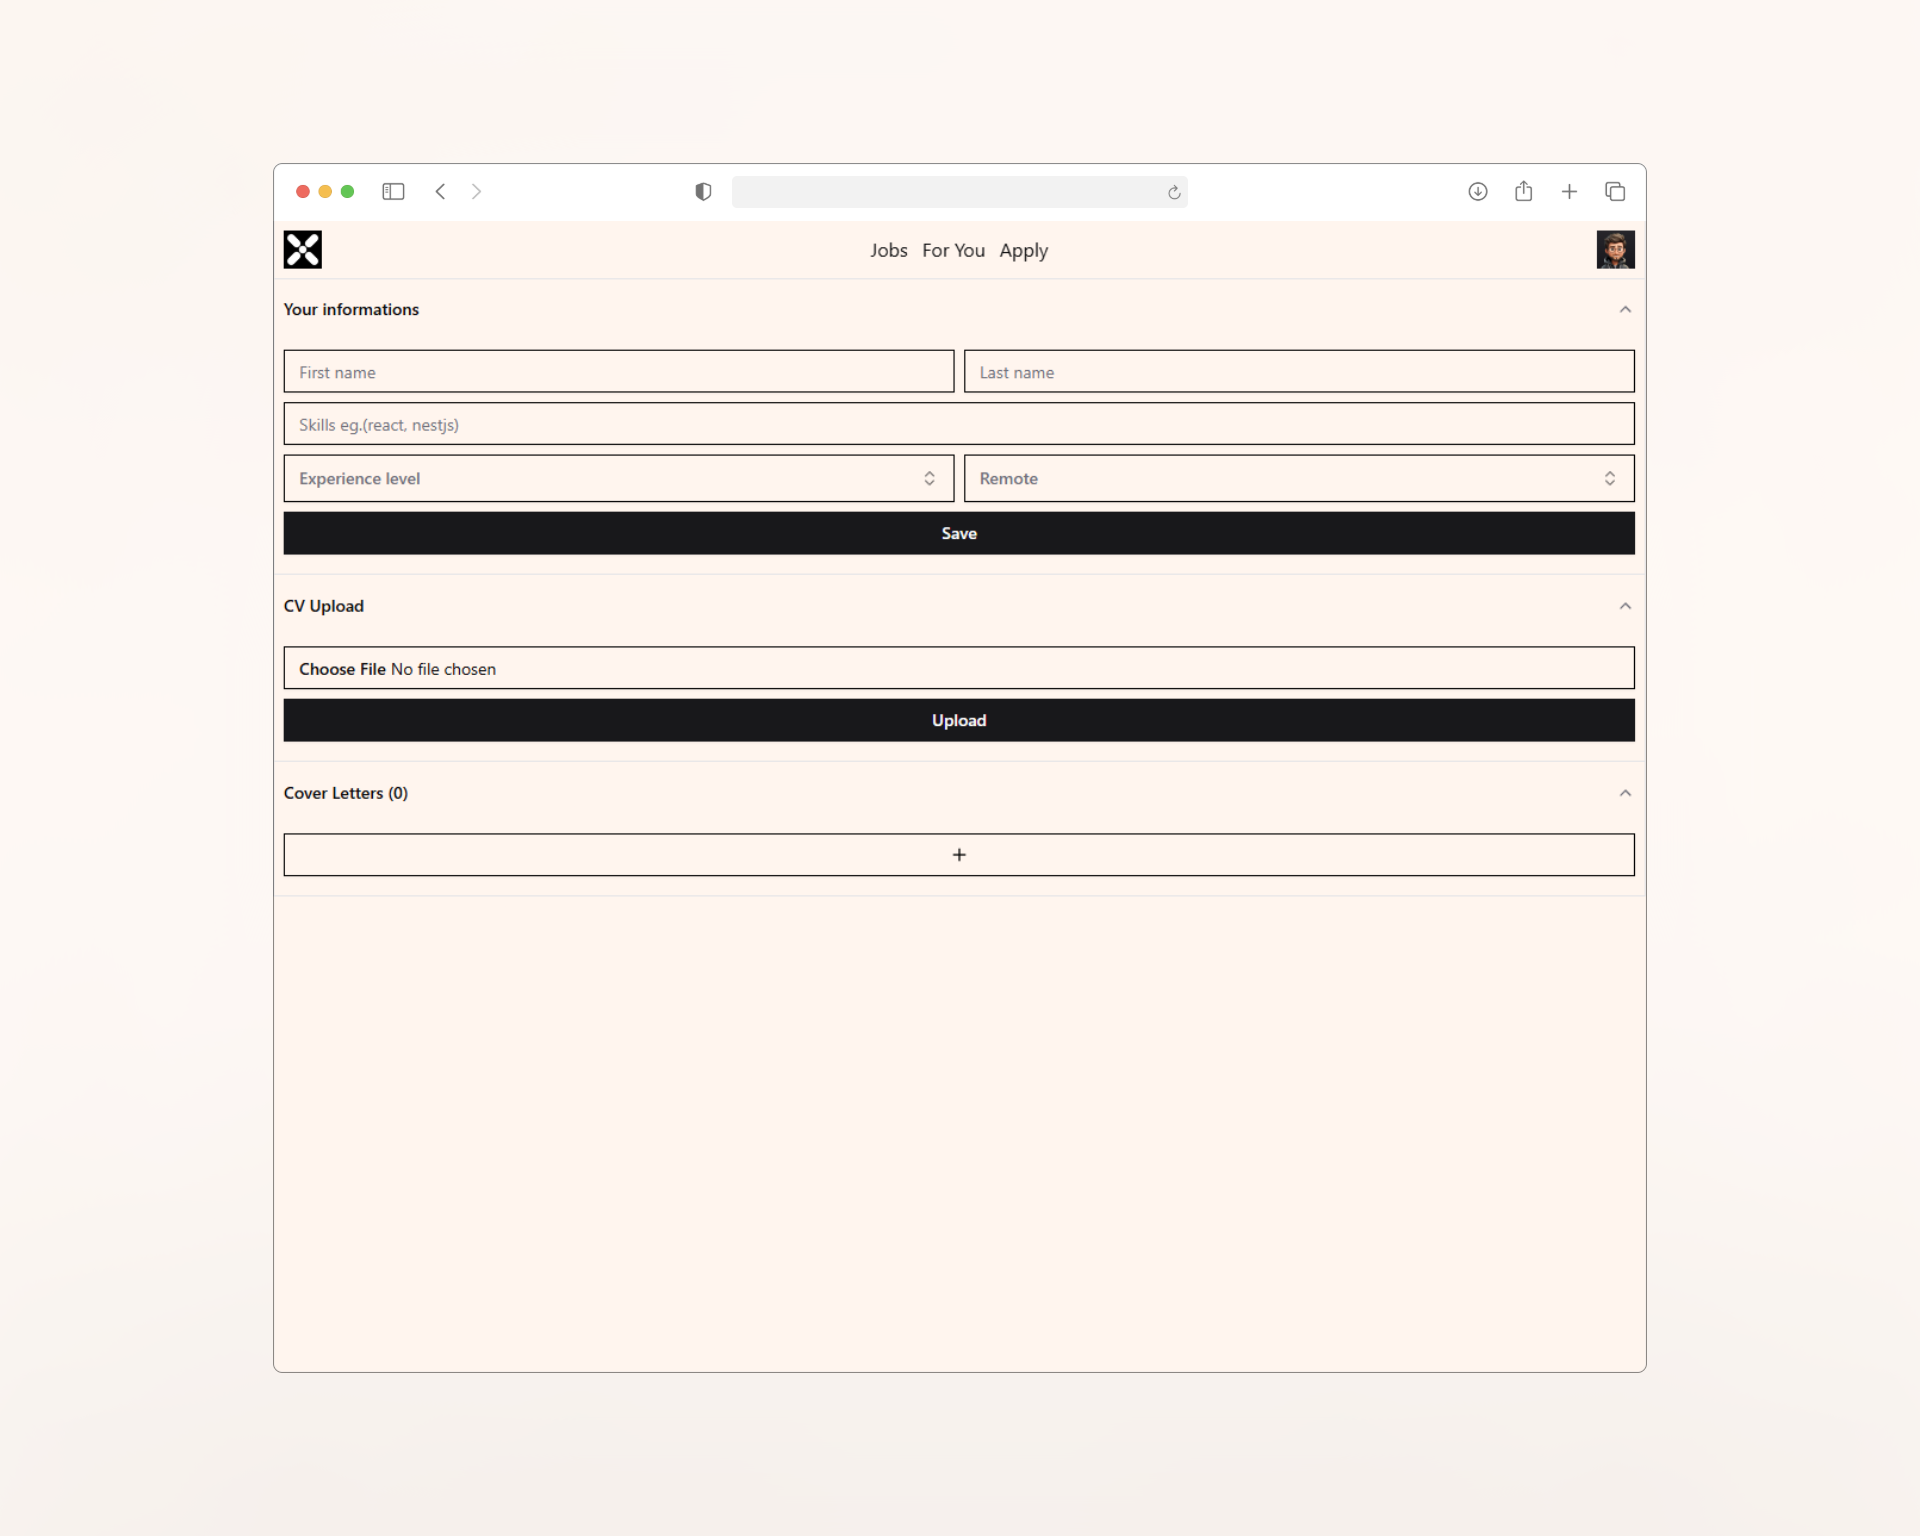 Jobs For You Apply
Your informations
First name
Last name
Skills eg.(react, nestjs)
Experience level
Remote
Save
CV Upload
Choose File No file chosen
Upload
Cover Letters (0)
+